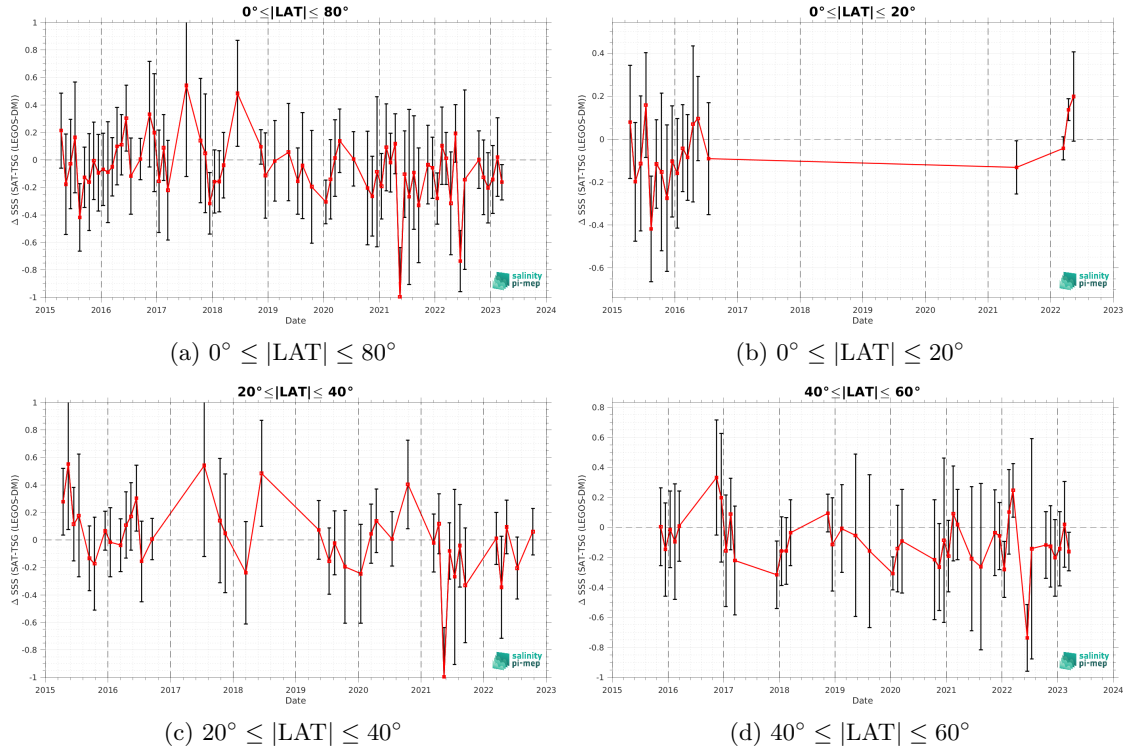 0°≤|LAT|≤ 80°
Δ SSS (SAT-TSG (LEGOS-DM))
1
0.8
0.6
0.4
0.2
0
-0.2
-0.4
-0.6
-0.8
-1
2015 2016 2017 2018 2019 2020 2021 2022 2023 2024
Date
salinity
pi-mep
(a) 0° ≤ |LAT| ≤ 80°
0°≤|LAT|≤ 20°
Δ SSS (SAT-TSG (LEGOS-DM))
0.4
0.2
0
-0.2
-0.4
-0.6
2015 2016 2017 2018 2019 2020 2021 2022 2023
Date
salinity
pi-mep
(b) 0° ≤ |LAT| ≤ 20°
20°≤|LAT|≤ 40°
Δ SSS (SAT-TSG (LEGOS-DM))
1
0.8
0.6
0.4
0.2
0
-0.2
-0.4
-0.6
-0.8
-1
2015 2016 2017 2018 2019 2020 2021 2022 2023
Date
salinity
pi-mep
(c) 20° ≤ |LAT| ≤ 40°
40°≤|LAT|≤ 60°
Δ SSS (SAT-TSG (LEGOS-DM))
0.8
0.6
0.4
0.2
0
-0.2
-0.4
-0.6
-0.8
-1
2015 2016 2017 2018 2019 2020 2021 2022 2023 2024
Date
salinity
pi-mep
(d) 40° ≤ |LAT| ≤ 60°